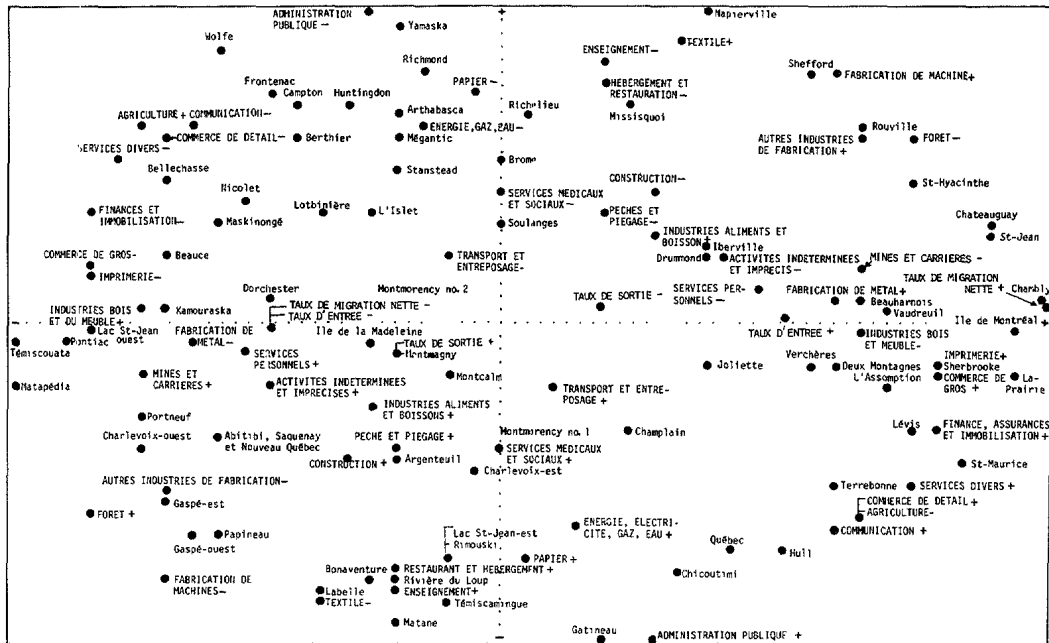 ADMINISTRATION
PUBLIQUE −
Yamaska
Wolfe
Napierville
TEXTILE+
ENSEIGNEMENT−
Richmond
PAPIER −
HEBERGEMENT ET
RESTAURATION −
Shefford
FABRICATION DE MACHINE+
Frontenac
Campton
Huntingdon
Arthabasca
Richelieu
Missisquoi
AGRICULTURE + COMMUNICATION−
ENERGIE,GAZ,EAU−
COMMERCE DE DETAIL−
Berthier
Mégantic
Rouville
AUTRES INDUSTRIES
DE FABRICATION +
FORET−
SERVICES DIVERS −
Bellechasse
Stanstead
Brome
CONSTRUCTION−
St-Hyacinthe
Nicolet
SERVICES MEDICAUX
ET SOCIAUX−
FINANCES ET
IMMOBILISATION−
Maskinongé
Lotbinière
L'Islet
Soulanges
PECHES ET
PIEGAGE−
Chateauguay
St-Jean
INDUSTRIES ALIMENTS ET
BOISSON+
Iberville
COMMERCE DE GROS-
IMPRIMERIE−
Beauce
TRANSPORT ET
ENTREPOSAGE-
Drummond
ACTIVITES INDETERMINEES
ET IMPRECIS−
MINES ET CARRIERES−
TAUX DE MIGRATION
NETTE +
Chambly
Dorchester
Montmorency no. 2
TAUX DE MIGRATION NETTE −
TAUX D'ENTREE −
TAUX DE SORTIE −
SERVICES PER-
SONNELS −
FABRICATION DE METAL+
Beauharnois
Vaudreuil
INDUSTRIES BOIS
ET DU MEUBLE+
Kamouraska
Ile de Montréal
Lac St-Jean
ouest
Pontiac
Témiscouata
FABRICATION DE
METAL−
Ile de la Madeleine
TAUX DE SORTIE +
Montmagny
TAUX D'ENTREE +
INDUSTRIES BOIS
ET MEUBLE-
SERVICES
PERSONNELS +
Matapédia
MINES ET
CARRIERES +
ACTIVITES INDETERMINEES
ET IMPRECISES +
Montcalm
TRANSPORT ET ENTRE-
POSAGE +
Joliette
Verchères
Deux Montagnes
L'Assomption
IMPRIMERIE+
Sherbrooke
COMMERCE DE
GROS +
La-
Prairie
Portneuf
INDUSTRIES ALIMENTS
ET BOISSONS +
Charlevoix-ouest
Abitibi, Saguenay
et Nouveau Québec
PECHE ET PIEGAGE +
Montmorency no. 1
Champlain
Lévis
FINANCE, ASSURANCES
ET IMMOBILISATION +
CONSTRUCTION +
Argenteuil
SERVICES MEDICAUX
ET SOCIAUX +
Charlevoix-est
St-Maurice
AUTRES INDUSTRIES DE FABRICATION−
Gaspé-est
Terrebonne
SERVICES DIVERS +
FORET +
COMMERCE DE DETAIL +
AGRICULTURE-
Gaspé-ouest
Papineau
Lac St-Jean-est
Rimouski
ENERGIE, ELECTRI-
CITE, GAZ, EAU +
COMMUNICATION +
Québec
Hull
PAPIER +
Chicoutimi
FABRICATION DE
MACHINES−
Bonaventure
RESTAURANT ET HEBERGEMENT +
Rivière du Loup
ENSEIGNEMENT+
Labelle
TEXTILE−
Témiscamingue
Matane
Gatineau
ADMINISTRATION PUBLIQUE +